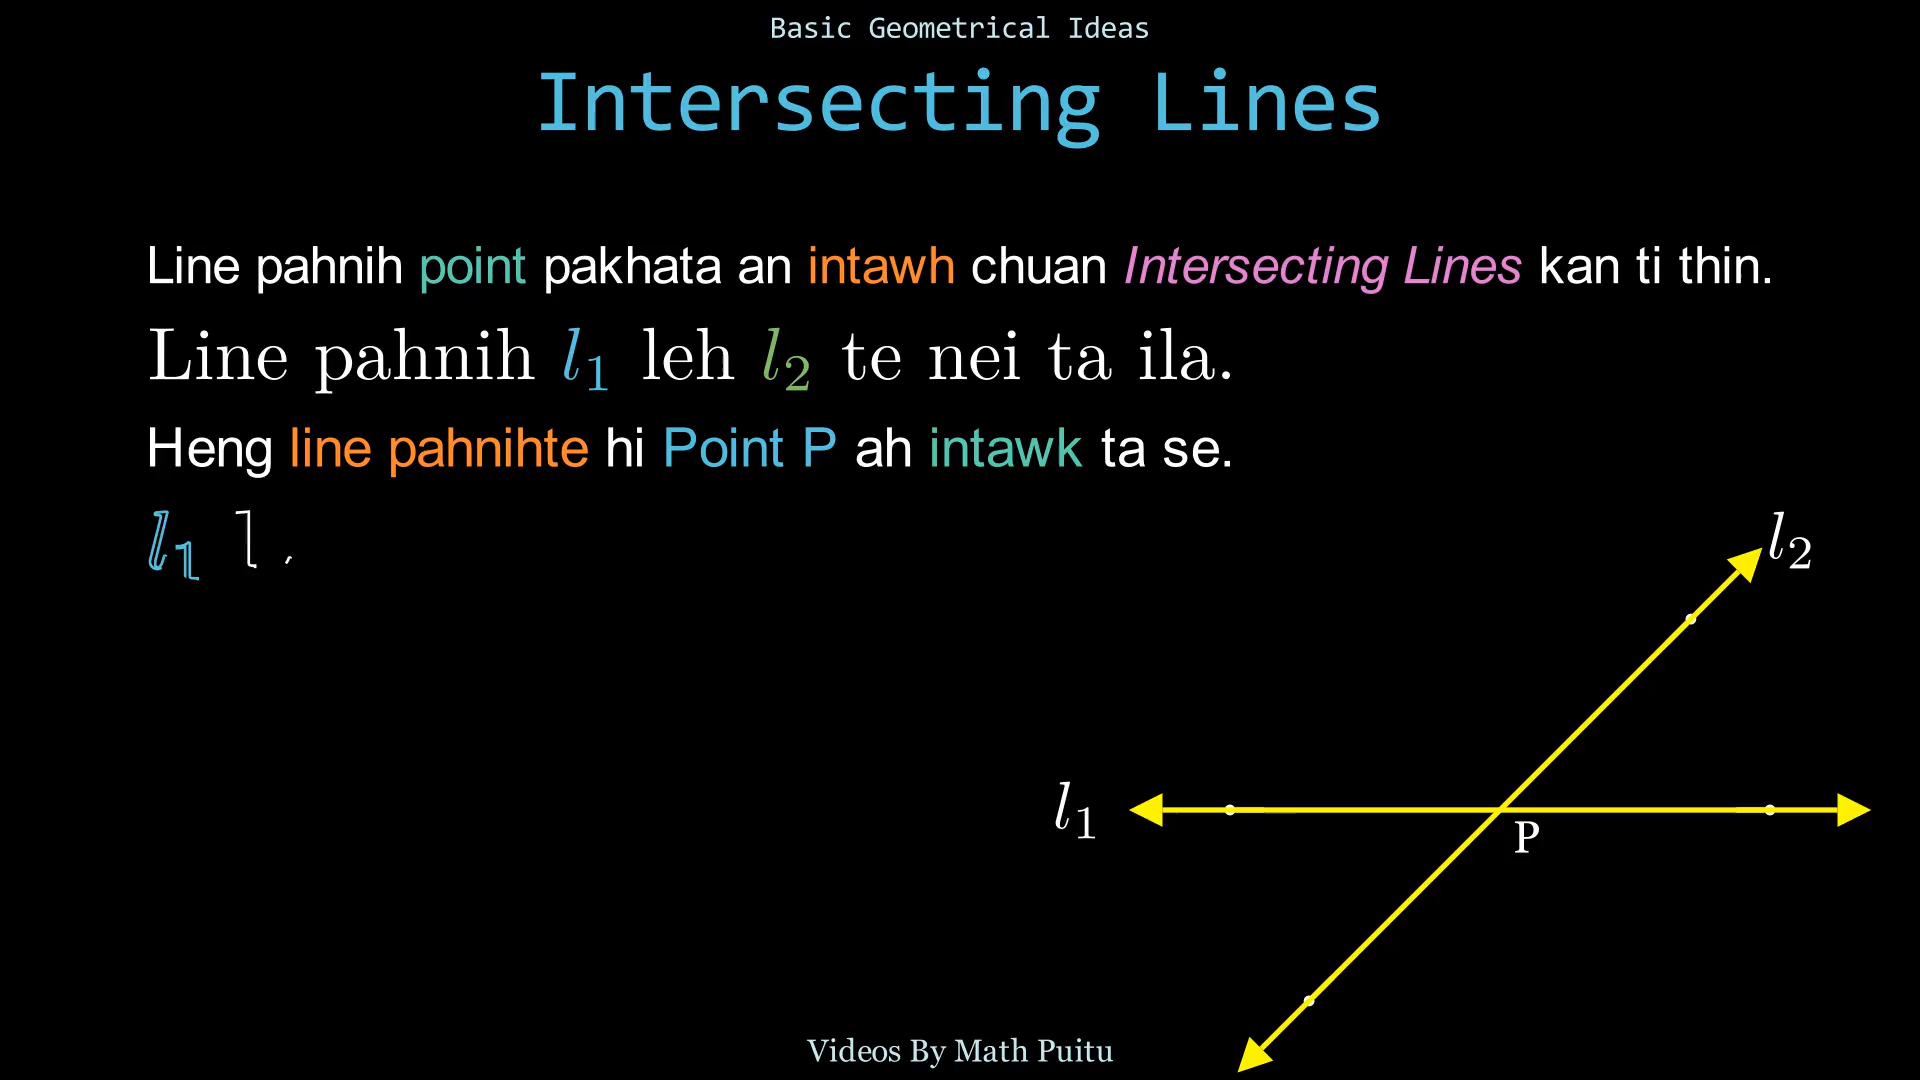 Basic Geometrical Ideas
Intersecting Lines
Line pahnih point pakhata an intawh chuan Intersecting Lines kan ti thin.
Line pahnih l₁ leh l₂ te nei ta ila.
Heng line pahnihte hi Point P ah intawk ta se.
l₁
l₂
l₁
P
Videos By Math Puitu